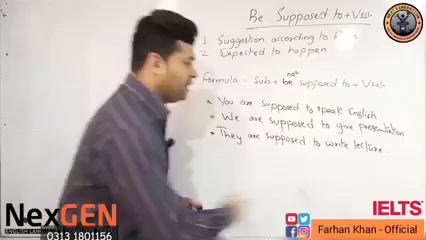 Be Supposed to + V1st
1 Suggestion according to
2 Expected to happen
not
Formula - Sub + be supposed to + V1st
* You are supposed to speak English
* We are supposed to give presentation
* They are supposed to write lecture.
NexGEN
ENGLISH LANGUAGE
0313 1801156
IELTS
Farhan Khan - Official